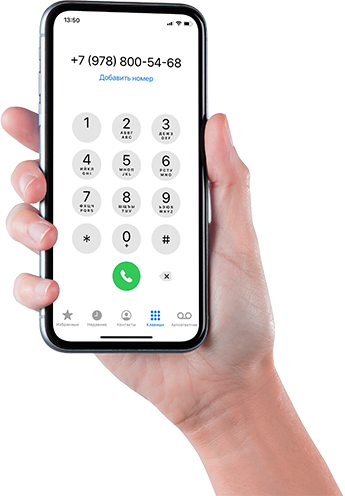 13:50
+7 (978) 800-54-68
Добавить номер
1 2 3
АБВГ ДЕЖЗ
ABC DEF
4 5 6
ИЙКЛ МНОП РСТУ
GHI JKL MNO
7 8 9
ФХЦЧ ШЩЪЫ ЬЭЮЯ
PQRS TUV WXYZ
* 0 #
+
Избранные Недавние Контакты Клавиши Автоответчик